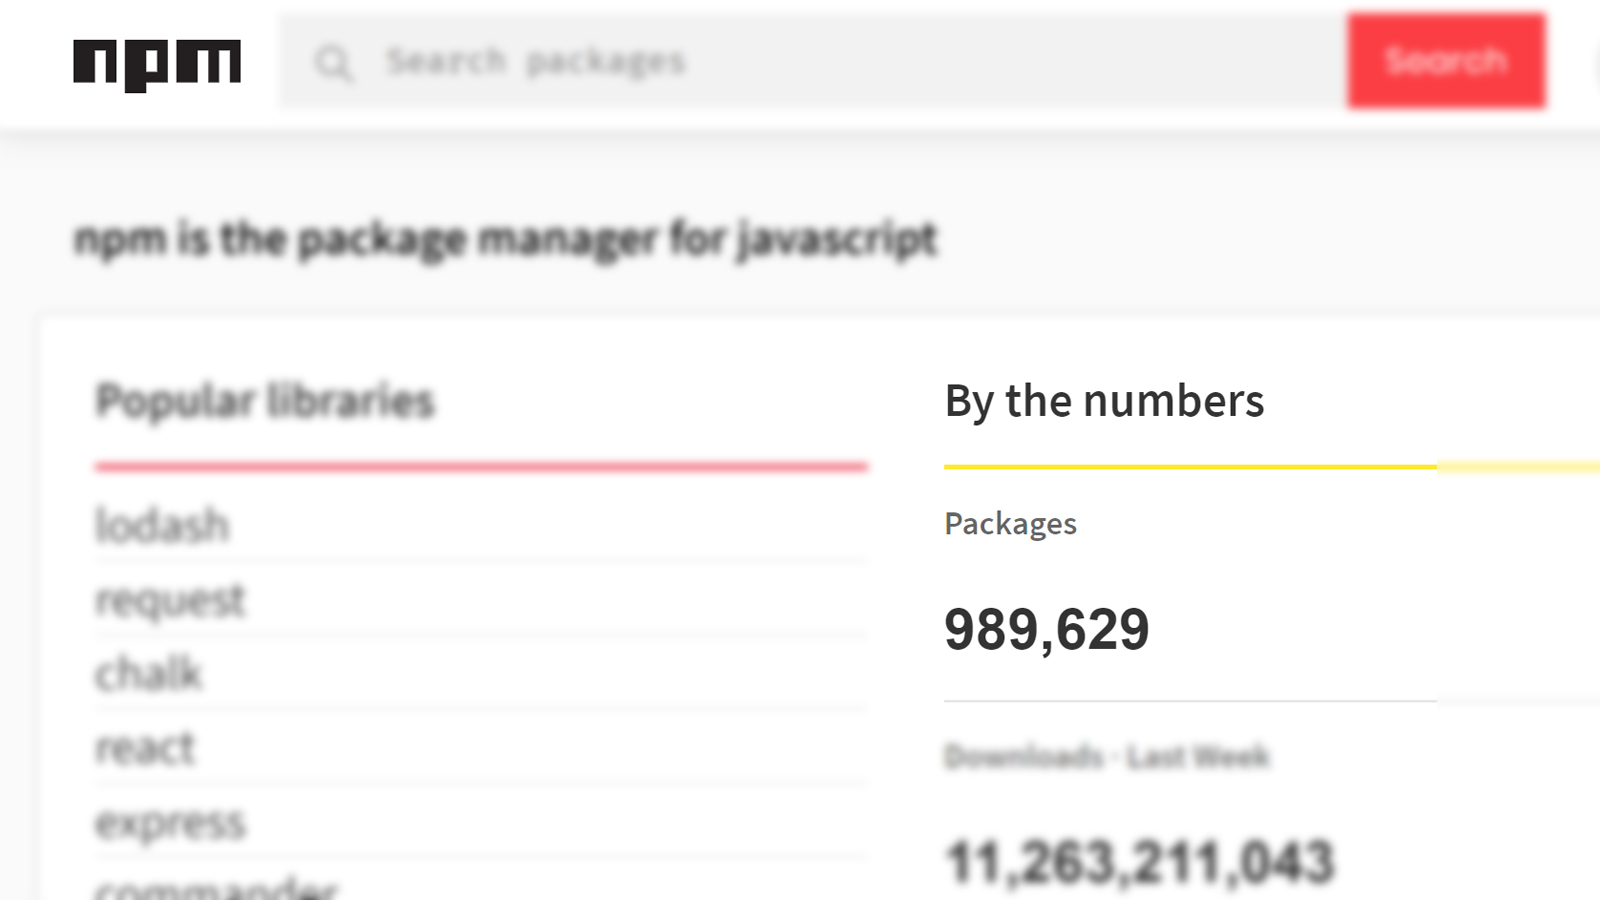 npm
Search packages
Search
npm is the package manager for javascript
Popular libraries
lodash
request
chalk
react
express
commander
By the numbers
Packages
989,629
Downloads · Last Week
11,263,211,043